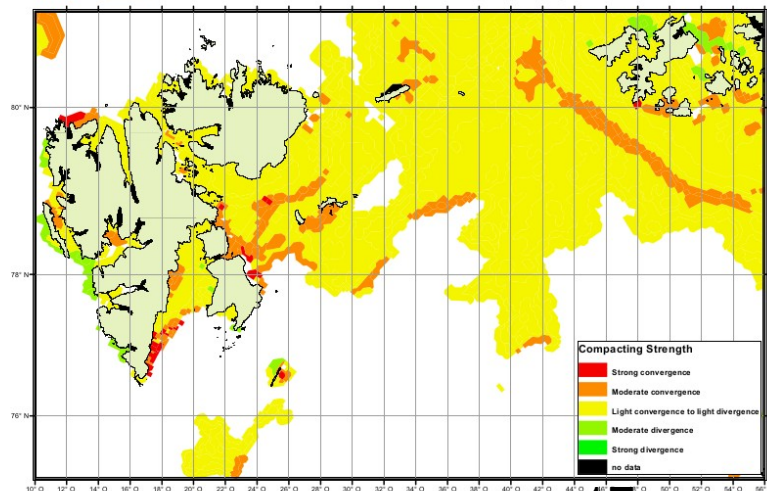 80° N
78° N
76° N
Compacting Strength
Strong convergence
Moderate convergence
Light convergence to light divergence
Moderate divergence
Strong divergence
no data
10° O 12° O 14° O 16° O 18° O 20° O 22° O 24° O 26° O 28° O 30° O 32° O 34° O 36° O 38° O 40° O 42° O 44° O 46° O 48° O 50° O 52° O 54° O 56° O